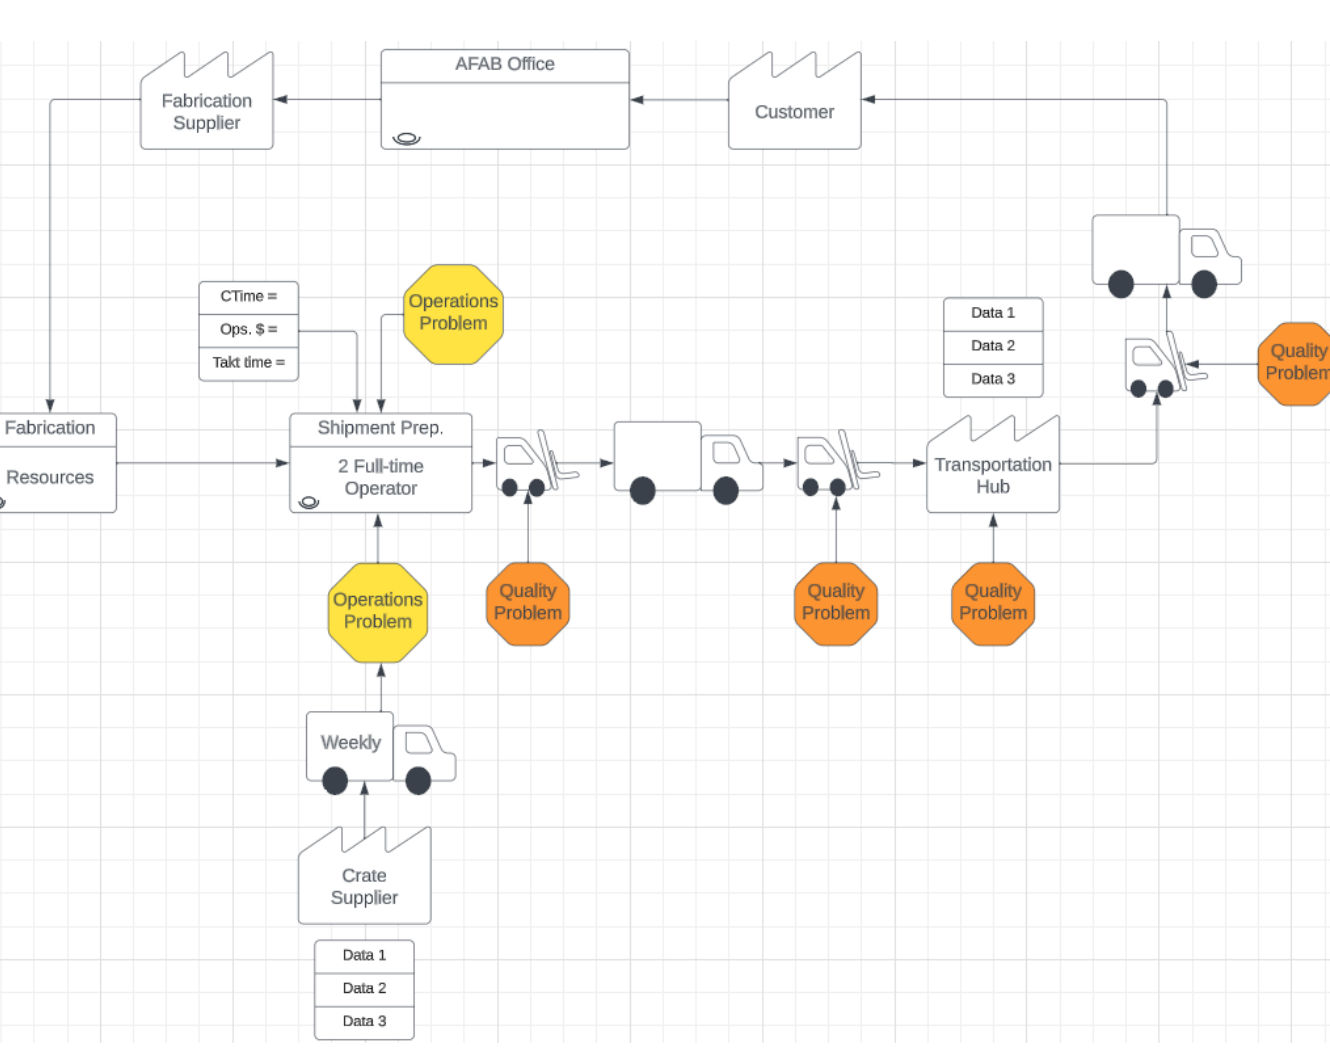 AFAB Office
Fabrication
Supplier
Customer
CTime =
Ops. $ =
Takt time =
Operations
Problem
Data 1
Data 2
Data 3
Quality
Problem
Fabrication
Resources
Shipment Prep.
2 Full-time
Operator
Transportation
Hub
Operations
Problem
Quality
Problem
Quality
Problem
Quality
Problem
Weekly
Crate
Supplier
Data 1
Data 2
Data 3